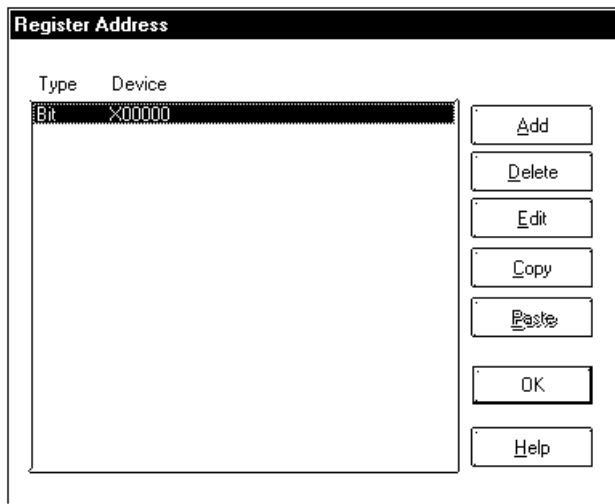 Register Address
Type Device
Bit X00000
Add
Delete
Edit
Copy
Paste
OK
Help